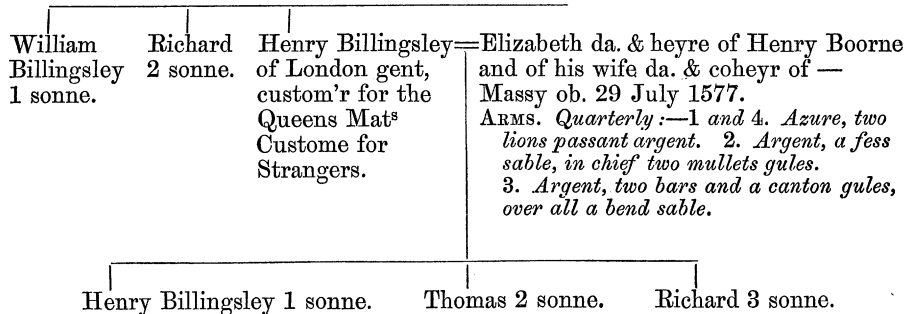 William
Billingsley
1 sonne.
Richard
2 sonne.
Henry Billingsley=Elizabeth da. & heyre of Henry Boorne
of London gent,
custom'r for the
Queens Matˢ
Custome for
Strangers.
and of his wife da. & coheyr of —
Massy ob. 29 July 1577.
ARMS. Quarterly :—1 and 4. Azure, two
lions passant argent. 2. Argent, a fess
sable, in chief two mullets gules.
3. Argent, two bars and a canton gules,
over all a bend sable.
Henry Billingsley 1 sonne.
Thomas 2 sonne.
Richard 3 sonne.